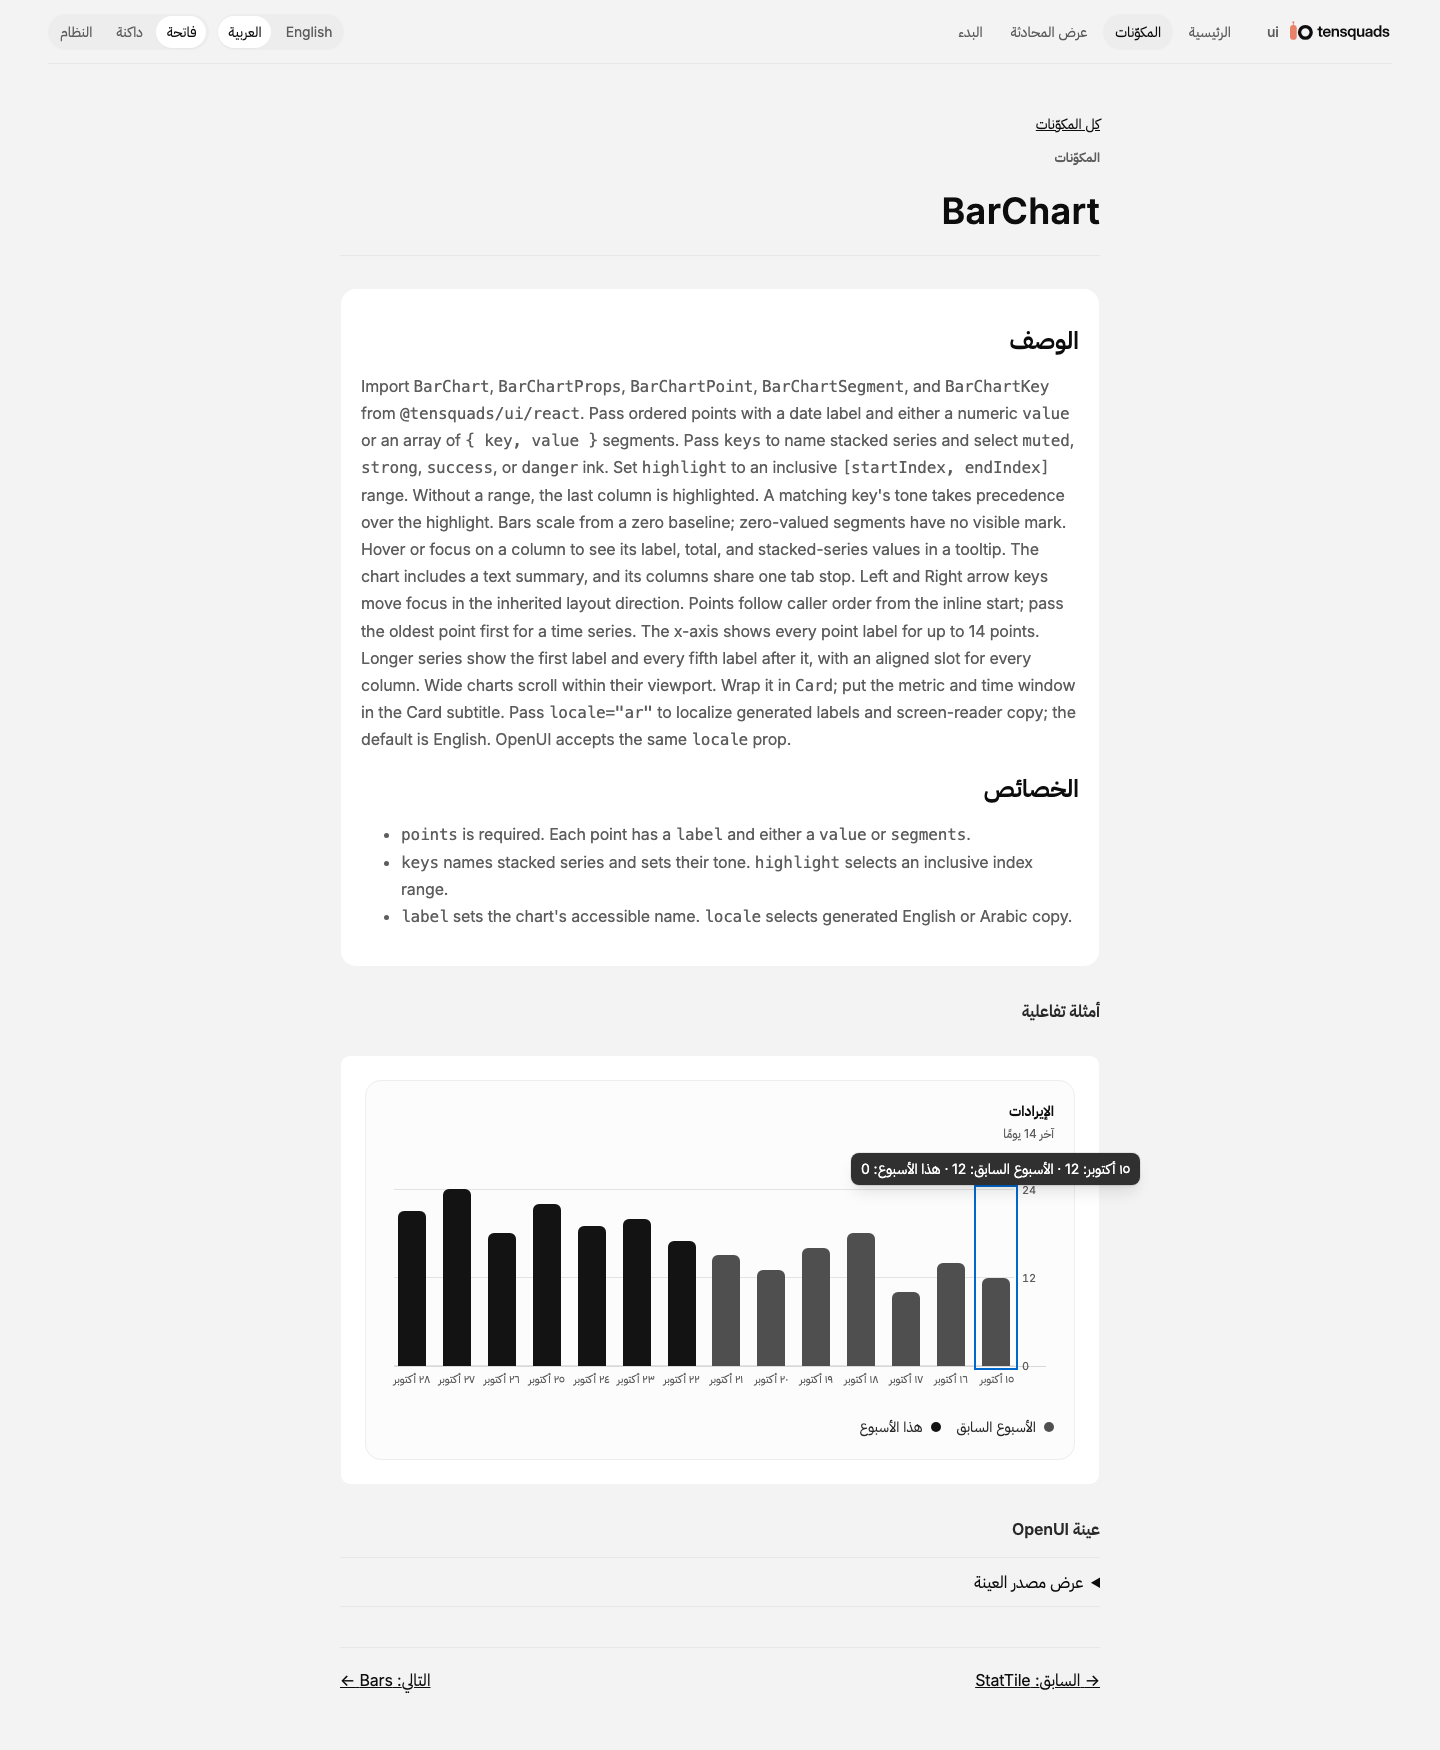 tensquads ui
الرئيسية
المكوّنات
عرض المحادثة
البدء
English
العربية
فاتحة
داكنة
النظام
كل المكوّنات
المكوّنات
BarChart
الوصف
Import BarChart, BarChartProps, BarChartPoint, BarChartSegment, and BarChartKey
from @tensquads/ui/react. Pass ordered points with a date label and either a numeric value
or an array of { key, value } segments. Pass keys to name stacked series and select muted,
strong, success, or danger ink. Set highlight to an inclusive [startIndex, endIndex]
range. Without a range, the last column is highlighted. A matching key's tone takes precedence
over the highlight. Bars scale from a zero baseline; zero-valued segments have no visible mark.
Hover or focus on a column to see its label, total, and stacked-series values in a tooltip. The
chart includes a text summary, and its columns share one tab stop. Left and Right arrow keys
move focus in the inherited layout direction. Points follow caller order from the inline start; pass
the oldest point first for a time series. The x-axis shows every point label for up to 14 points.
Longer series show the first label and every fifth label after it, with an aligned slot for every
column. Wide charts scroll within their viewport. Wrap it in Card; put the metric and time window
in the Card subtitle. Pass locale="ar" to localize generated labels and screen-reader copy; the
default is English. OpenUI accepts the same locale prop.
الخصائص
• points is required. Each point has a label and either a value or segments.
• keys names stacked series and sets their tone. highlight selects an inclusive index
range.
• label sets the chart's accessible name. locale selects generated English or Arabic copy.
أمثلة تفاعلية
الإيرادات
آخر 14 يومًا
١٥ أكتوبر: 12 · الأسبوع السابق: 12 · هذا الأسبوع: 0
24
12
0
١٥ أكتوبر
١٦ أكتوبر
١٧ أكتوبر
١٨ أكتوبر
١٩ أكتوبر
٢٠ أكتوبر
٢١ أكتوبر
٢٢ أكتوبر
٢٣ أكتوبر
٢٤ أكتوبر
٢٥ أكتوبر
٢٦ أكتوبر
٢٧ أكتوبر
٢٨ أكتوبر
الأسبوع السابق
هذا الأسبوع
عينة OpenUI
عرض مصدر العينة
→ السابق: StatTile
التالي: Bars ←